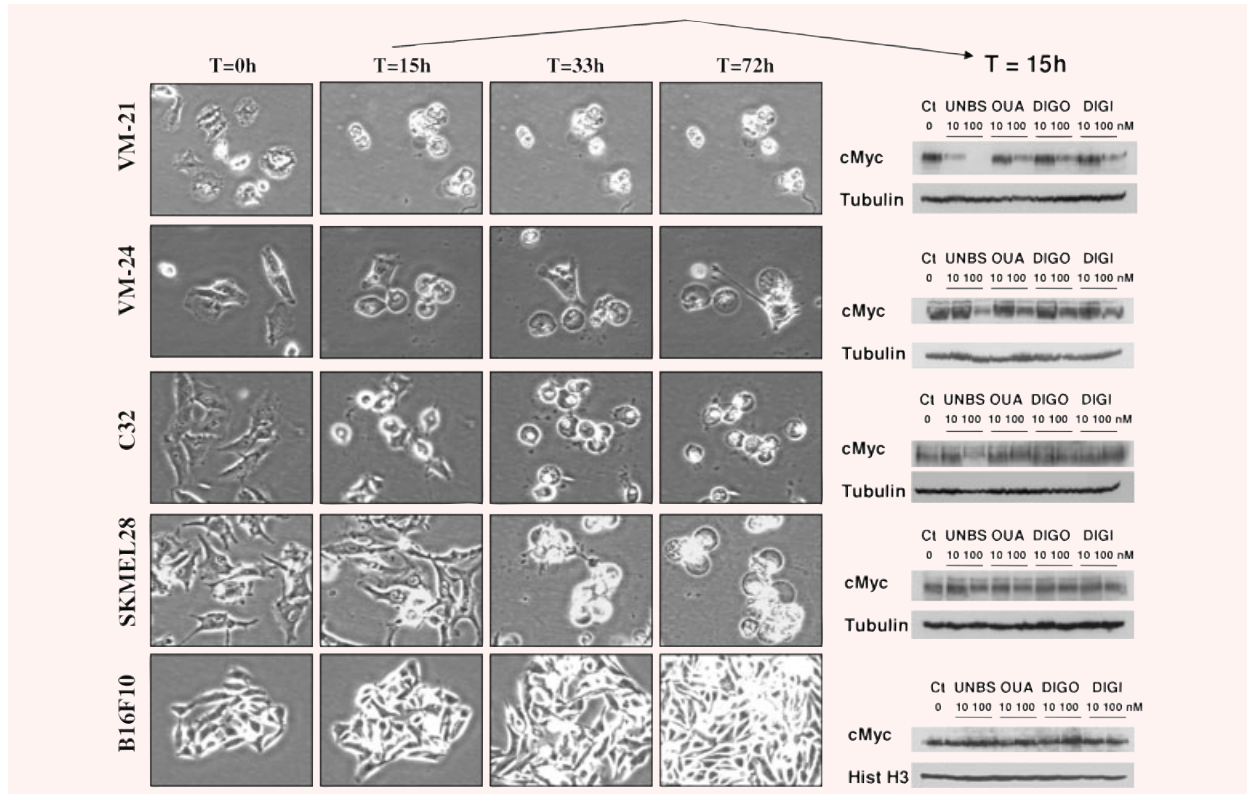 T=0h T=15h T=33h T=72h T = 15h
VM-21
Ct UNBS OUA DIGO DIGI
0 10 100 10 100 10 100 10 100 nM
cMyc
Tubulin
VM-24
Ct UNBS OUA DIGO DIGI
0 10 100 10 100 10 100 10 100 nM
cMyc
Tubulin
C32
Ct UNBS OUA DIGO DIGI
0 10 100 10 100 10 100 10 100 nM
cMyc
Tubulin
SKMEL28
Ct UNBS OUA DIGO DIGI
0 10 100 10 100 10 100 10 100 nM
cMyc
Tubulin
B16F10
Ct UNBS OUA DIGO DIGI
0 10 100 10 100 10 100 10 100 nM
cMyc
Hist H3